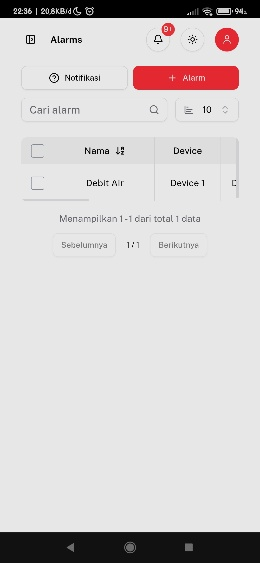 22:36 | 20,8KB/d
94
Alarms
9+
Notifikasi
+ Alarm
Cari alarm
10
Nama
Device
Debit Air
Device 1
D
Menampilkan 1 - 1 dari total 1 data
Sebelumnya
1 / 1
Berikutnya